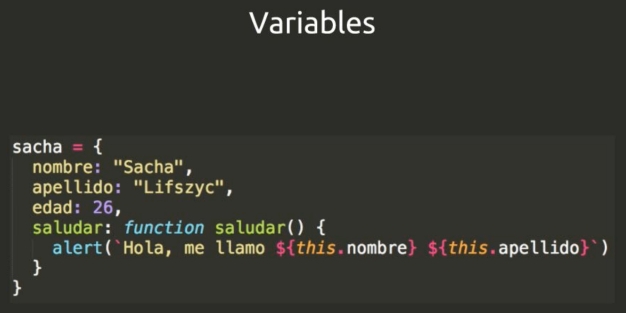 Variables
sacha = {
  nombre: "Sacha",
  apellido: "Lifszyc",
  edad: 26,
  saludar: function saludar() {
    alert(`Hola, me llamo ${this.nombre} ${this.apellido}`)
  }
}